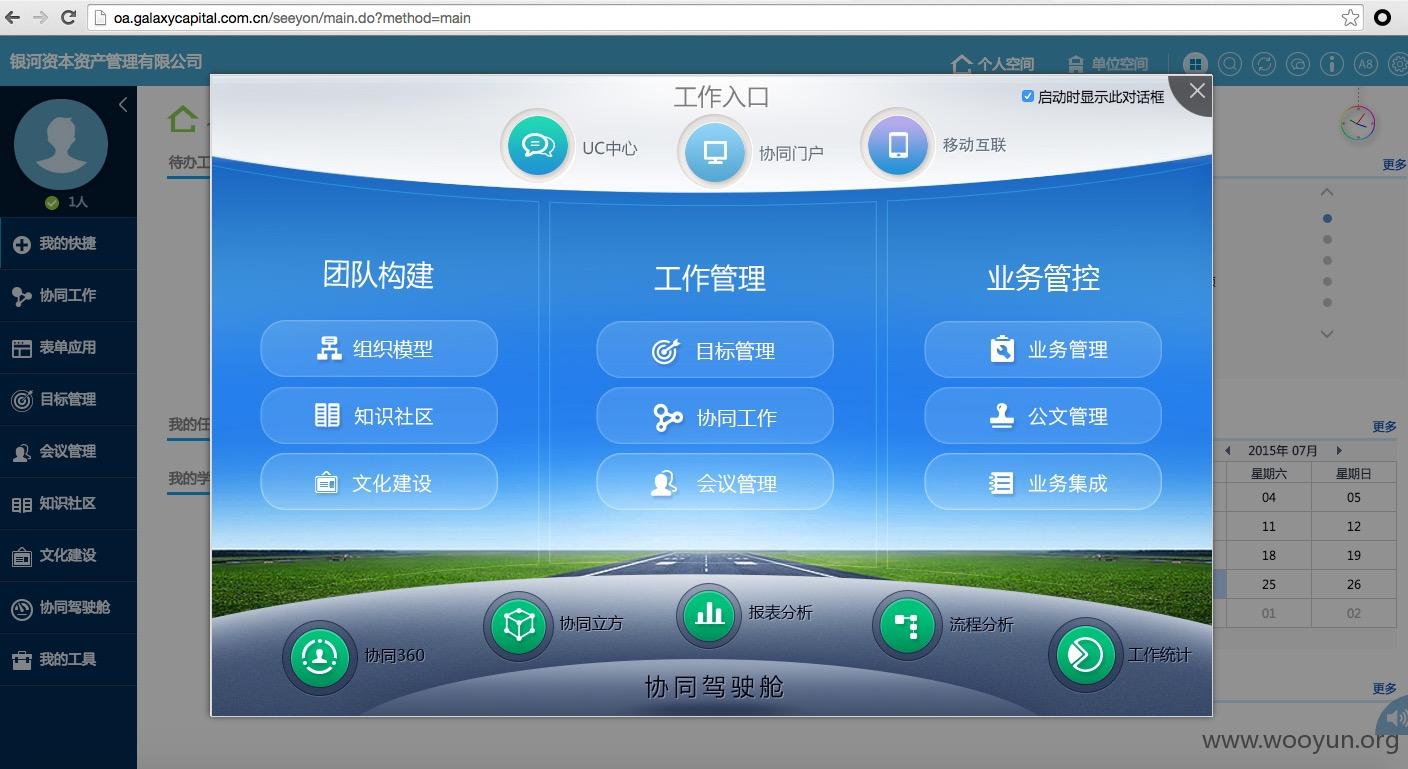 oa.galaxycapital.com.cn/seeyon/main.do?method=main
银河资本资产管理有限公司
个人空间
单位空间
A8
工作入口
启动时显示此对话框
UC中心
协同门户
移动互联
1人
待办工
更多
我的快捷
协同工作
表单应用
目标管理
会议管理
知识社区
文化建设
协同驾驶舱
我的工具
团队构建
工作管理
业务管控
组织模型
目标管理
业务管理
知识社区
协同工作
公文管理
文化建设
会议管理
业务集成
我的任
更多
我的学
2015年 07月
星期六 星期日
04 05
11 12
18 19
25 26
01 02
协同360
协同立方
报表分析
流程分析
工作统计
协同驾驶舱
更多
www.wooyun.org